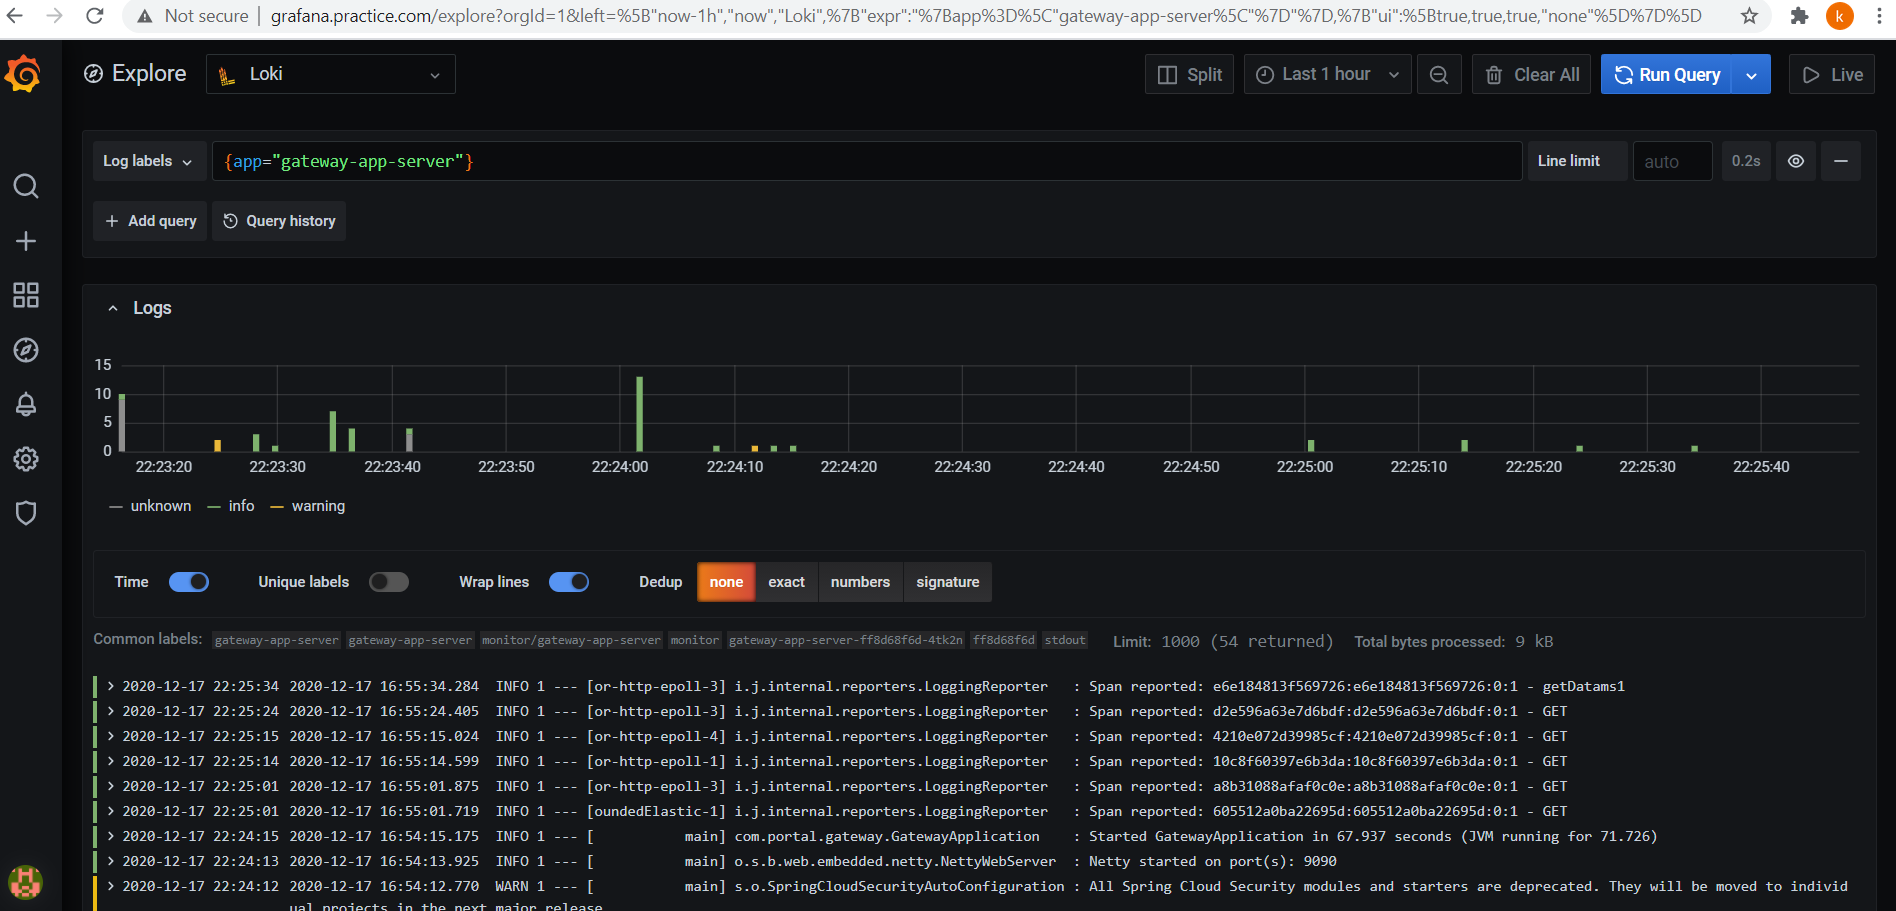 Not secure | grafana.practice.com/explore?orgId=1&left=%5B"now-1h","now","Loki",%7B"expr":"%7Bapp%3D%5C"gateway-app-server%5C"%7D"%7D,%7B"ui":%5Btrue,true,true,"none"%5D%7D%5D
k
Explore
Loki
Split
Last 1 hour
Clear All
Run Query
Live
Log labels
{app="gateway-app-server"}
Line limit
auto
0.2s
+ Add query
Query history
Logs
15
10
5
0
22:23:20 22:23:30 22:23:40 22:23:50 22:24:00 22:24:10 22:24:20 22:24:30 22:24:40 22:24:50 22:25:00 22:25:10 22:25:20 22:25:30 22:25:40
unknown info warning
Time
Unique labels
Wrap lines
Dedup none exact numbers signature
Common labels: gateway-app-server gateway-app-server monitor/gateway-app-server monitor gateway-app-server-ff8d68f6d-4tk2n ff8d68f6d stdout Limit: 1000 (54 returned) Total bytes processed: 9 kB
> 2020-12-17 22:25:34 2020-12-17 16:55:34.284 INFO 1 --- [or-http-epoll-3] i.j.internal.reporters.LoggingReporter : Span reported: e6e184813f569726:e6e184813f569726:0:1 - getDatams1
> 2020-12-17 22:25:24 2020-12-17 16:55:24.405 INFO 1 --- [or-http-epoll-3] i.j.internal.reporters.LoggingReporter : Span reported: d2e596a63e7d6bdf:d2e596a63e7d6bdf:0:1 - GET
> 2020-12-17 22:25:15 2020-12-17 16:55:15.024 INFO 1 --- [or-http-epoll-4] i.j.internal.reporters.LoggingReporter : Span reported: 4210e072d39985cf:4210e072d39985cf:0:1 - GET
> 2020-12-17 22:25:14 2020-12-17 16:55:14.599 INFO 1 --- [or-http-epoll-1] i.j.internal.reporters.LoggingReporter : Span reported: 10c8f60397e6b3da:10c8f60397e6b3da:0:1 - GET
> 2020-12-17 22:25:01 2020-12-17 16:55:01.875 INFO 1 --- [or-http-epoll-3] i.j.internal.reporters.LoggingReporter : Span reported: a8b31088afaf0c0e:a8b31088afaf0c0e:0:1 - GET
> 2020-12-17 22:25:01 2020-12-17 16:55:01.719 INFO 1 --- [oundedElastic-1] i.j.internal.reporters.LoggingReporter : Span reported: 605512a0ba22695d:605512a0ba22695d:0:1 - GET
> 2020-12-17 22:24:15 2020-12-17 16:54:15.175 INFO 1 --- [ main] com.portal.gateway.GatewayApplication : Started GatewayApplication in 67.937 seconds (JVM running for 71.726)
> 2020-12-17 22:24:13 2020-12-17 16:54:13.925 INFO 1 --- [ main] o.s.b.web.embedded.netty.NettyWebServer : Netty started on port(s): 9090
> 2020-12-17 22:24:12 2020-12-17 16:54:12.770 WARN 1 --- [ main] s.o.SpringCloudSecurityAutoConfiguration : All Spring Cloud Security modules and starters are deprecated. They will be moved to individ
ual projects in the next major release